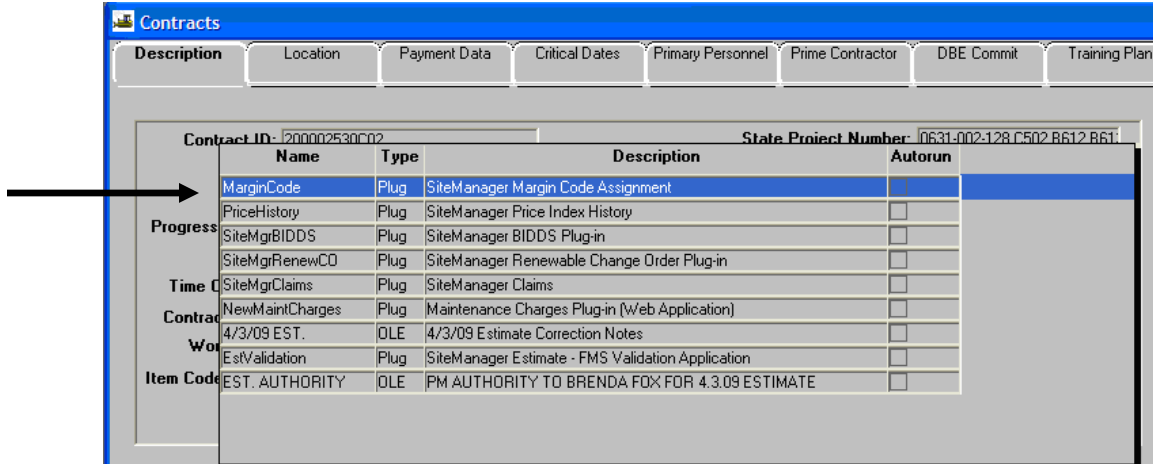 Contracts
Description Location Payment Data Critical Dates Primary Personnel Prime Contractor DBE Commit Training Plan
Contract ID: 200002530C02 State Project Number: 0631-002-128,C502,B612,B613
Name Type Description Autorun
MarginCode Plug SiteManager Margin Code Assignment
PriceHistory Plug SiteManager Price Index History
Progress
SiteMgrBIDDS Plug SiteManager BIDDS Plug-in
SiteMgrRenewCO Plug SiteManager Renewable Change Order Plug-in
Time C SiteMgrClaims Plug SiteManager Claims
NewMaintCharges Plug Maintenance Charges Plug-in (Web Application)
Contrac
4/3/09 EST. OLE 4/3/09 Estimate Correction Notes
Wor
EstValidation Plug SiteManager Estimate - FMS Validation Application
Item Code EST. AUTHORITY OLE PM AUTHORITY TO BRENDA FOX FOR 4.3.09 ESTIMATE